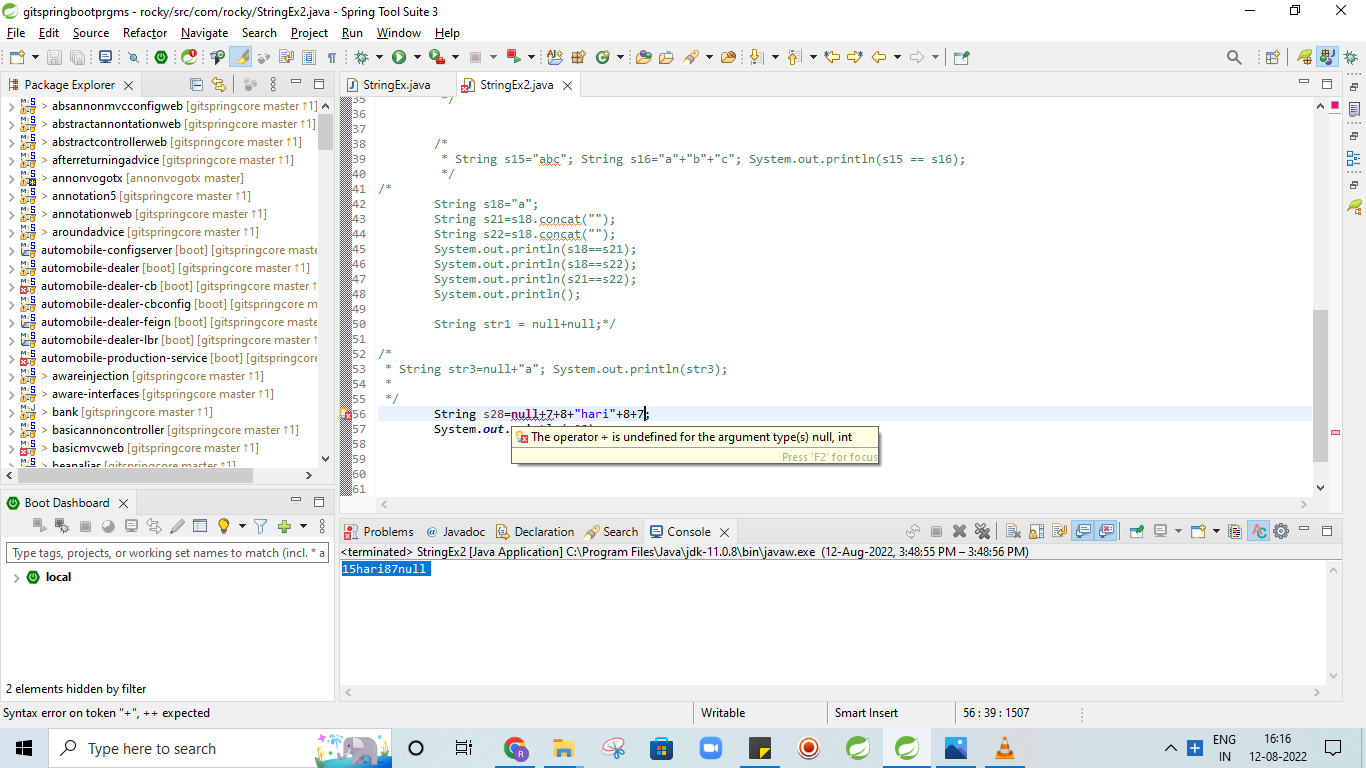 gitspringbootprgms - rocky/src/com/rocky/StringEx2.java - Spring Tool Suite 3
File Edit Source Refactor Navigate Search Project Run Window Help
Package Explorer
> absannonmvcconfigweb [gitspringcore master ↑1]
> abstractannontationweb [gitspringcore master ↑1]
> abstractcontrollerweb [gitspringcore master ↑1]
> afterreturningadvice [gitspringcore master ↑1]
> annonvogotx [annonvogotx master]
> annotation5 [gitspringcore master ↑1]
> annotationweb [gitspringcore master ↑1]
> aroundadvice [gitspringcore master ↑1]
automobile-configserver [boot] [gitspringcore
automobile-dealer [boot] [gitspringcore master ↑1]
automobile-dealer-cb [boot] [gitspringcore mast
automobile-dealer-cbconfig [boot] [gitspringcore m
automobile-dealer-feign [boot] [gitspringcore maste
automobile-dealer-lbr [boot] [gitspringcore master ↑
automobile-production-service [boot] [gitspringcore
> awareinjection [gitspringcore master ↑1]
> aware-interfaces [gitspringcore master ↑1]
> bank [gitspringcore master ↑1]
> basicannoncontroller [gitspringcore master ↑1]
> basicmvcweb [gitspringcore master ↑1]
> beanalias [gitspringcore master ↑1]
Boot Dashboard
Type tags, projects, or working set names to match (incl. * a
local
2 elements hidden by filter
StringEx.java StringEx2.java
35 */
36
37
38 /*
39 * String s15="abc"; String s16="a"+"b"+"c"; System.out.println(s15 == s16);
40 */
41 /*
42 String s18="a";
43 String s21=s18.concat("");
44 String s22=s18.concat("");
45 System.out.println(s18==s21);
46 System.out.println(s18==s22);
47 System.out.println(s21==s22);
48 System.out.println();
49
50 String str1 = null+null;*/
51
52 /*
53 * String str3=null+"a"; System.out.println(str3);
54 *
55 */
56 String s28=null+7+8+"hari"+8+7;
57 System.out.
The operator + is undefined for the argument type(s) null, int
Press 'F2' for focus
58
59
60
61
Problems @ Javadoc Declaration Search Console
<terminated> StringEx2 [Java Application] C:\Program Files\Java\jdk-11.0.8\bin\javaw.exe (12-Aug-2022, 3:48:55 PM – 3:48:56 PM)
15hari87null
Syntax error on token "+", ++ expected
Writable
Smart Insert
56 : 39 : 1507
Type here to search
ENG
IN
16:16
12-08-2022